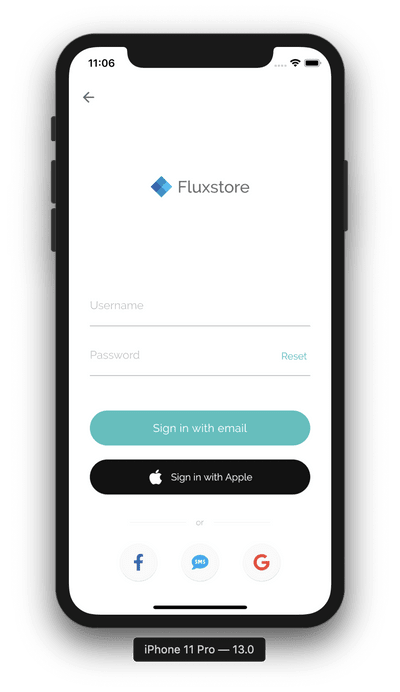 11:06
Fluxstore
Username
Password
Reset
Sign in with email
Sign in with Apple
or
SMS
iPhone 11 Pro — 13.0